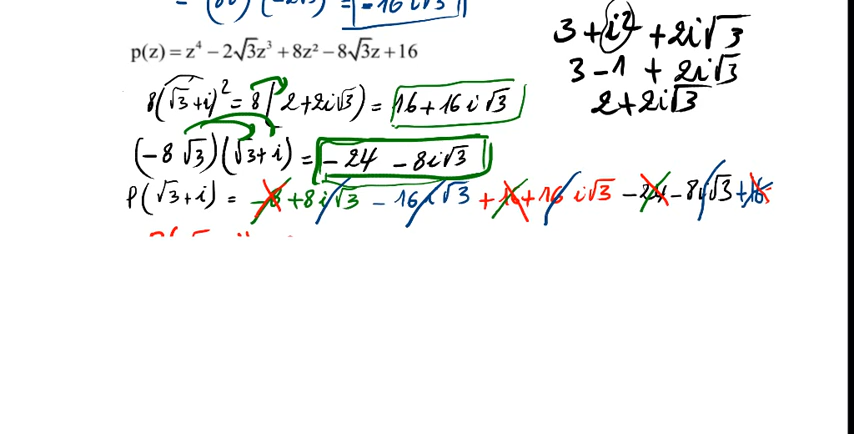 = -16i√3
p(z) = z⁴ − 2√3z³ + 8z² − 8√3z + 16
3 + i² + 2i√3
3 - 1 + 2i√3
2 + 2i√3
8(√3+i)² = 8(2+2i√3) = 16 + 16i√3
(-8√3)(√3+i) = -24 - 8i√3
P(√3+i) = -8 + 8i√3 - 16i√3 + 16 + 16i√3 - 24 - 8i√3 + 16